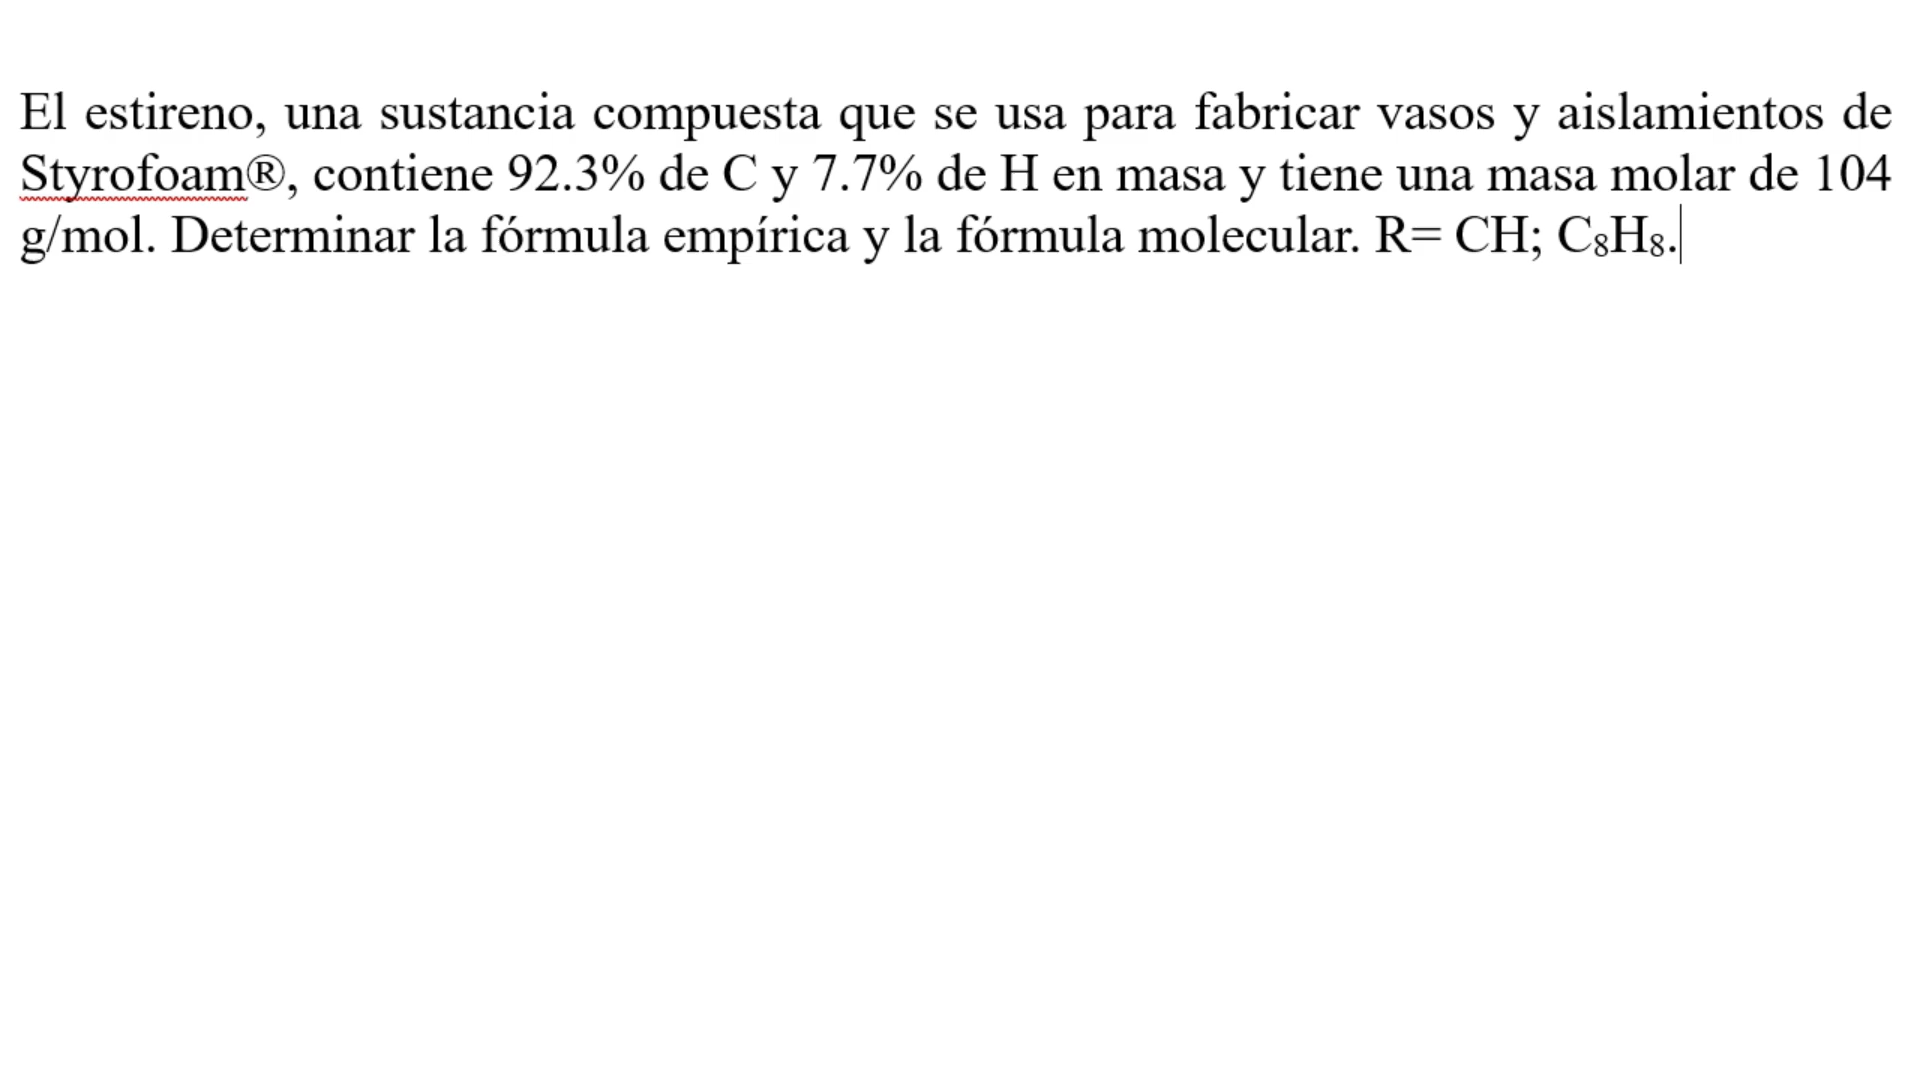 El estireno, una sustancia compuesta que se usa para fabricar vasos y aislamientos de
Styrofoam®, contiene 92.3% de C y 7.7% de H en masa y tiene una masa molar de 104
g/mol. Determinar la fórmula empírica y la fórmula molecular. R= CH; C₈H₈.